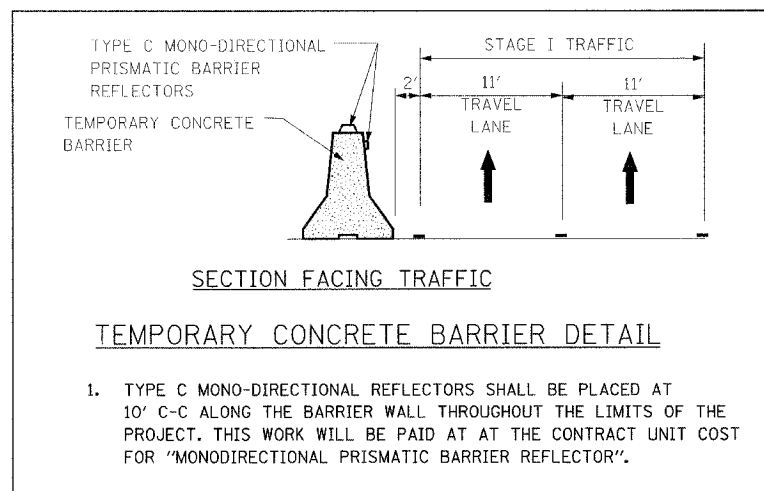 TYPE C MONO-DIRECTIONAL
PRISMATIC BARRIER
REFLECTORS
TEMPORARY CONCRETE
BARRIER
STAGE I TRAFFIC
2'
11'
TRAVEL
LANE
11'
TRAVEL
LANE
SECTION FACING TRAFFIC
TEMPORARY CONCRETE BARRIER DETAIL
1. TYPE C MONO-DIRECTIONAL REFLECTORS SHALL BE PLACED AT
10' C-C ALONG THE BARRIER WALL THROUGHOUT THE LIMITS OF THE
PROJECT. THIS WORK WILL BE PAID AT AT THE CONTRACT UNIT COST
FOR "MONODIRECTIONAL PRISMATIC BARRIER REFLECTOR".